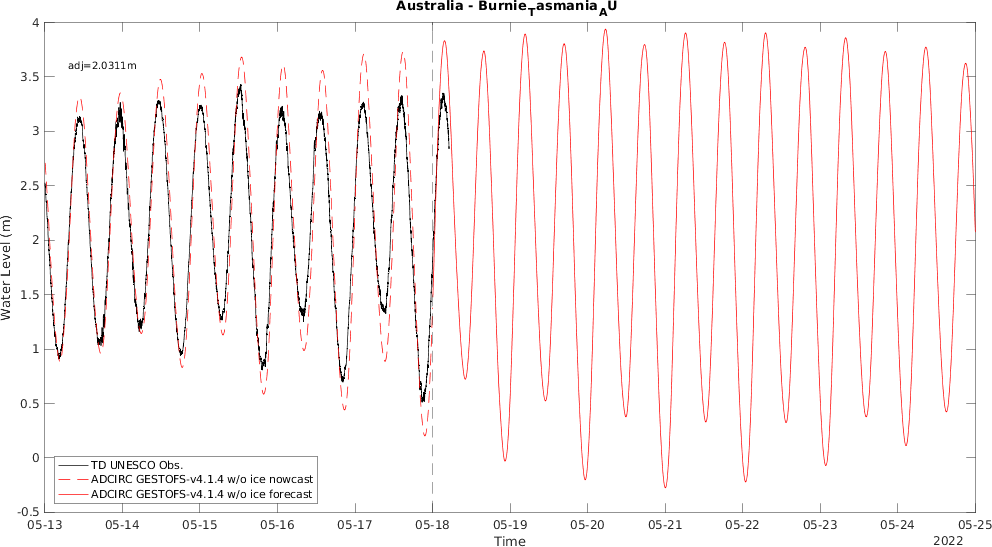 Australia - Burnie_Tasmania_AU
adj=2.0311m
Water Level (m)
4
3.5
3
2.5
2
1.5
1
0.5
0
-0.5
TD UNESCO Obs.
ADCIRC GESTOFS-v4.1.4 w/o ice nowcast
ADCIRC GESTOFS-v4.1.4 w/o ice forecast
05-13 05-14 05-15 05-16 05-17 05-18 05-19 05-20 05-21 05-22 05-23 05-24 05-25
Time
2022